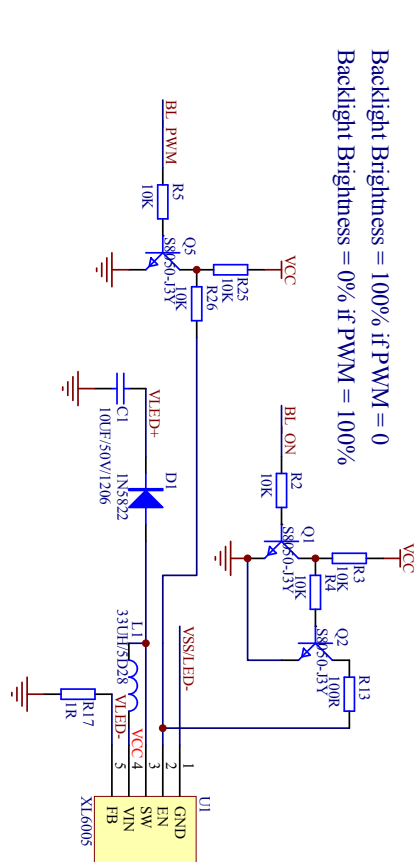 Backlight Brightness = 100% if PWM = 0
Backlight Brightness = 0% if PWM = 100%
VCC
R3
10K
R4
10K
Q2
S8050-J3Y
R13
100R
BL_ON
R2
10K
Q1
S8050-J3Y
VCC
R25
10K
R26
10K
Q5
S8050-J3Y
BL_PWM
R5
10K
VLED+
C1
10UF/50V/1206
D1
1N5822
L1
33UH/5D28
VSS/LED-
VCC
VLED-
R17
1R
1
2
3
4
5
GND
EN
SW
VIN
FB
U1
XL6005